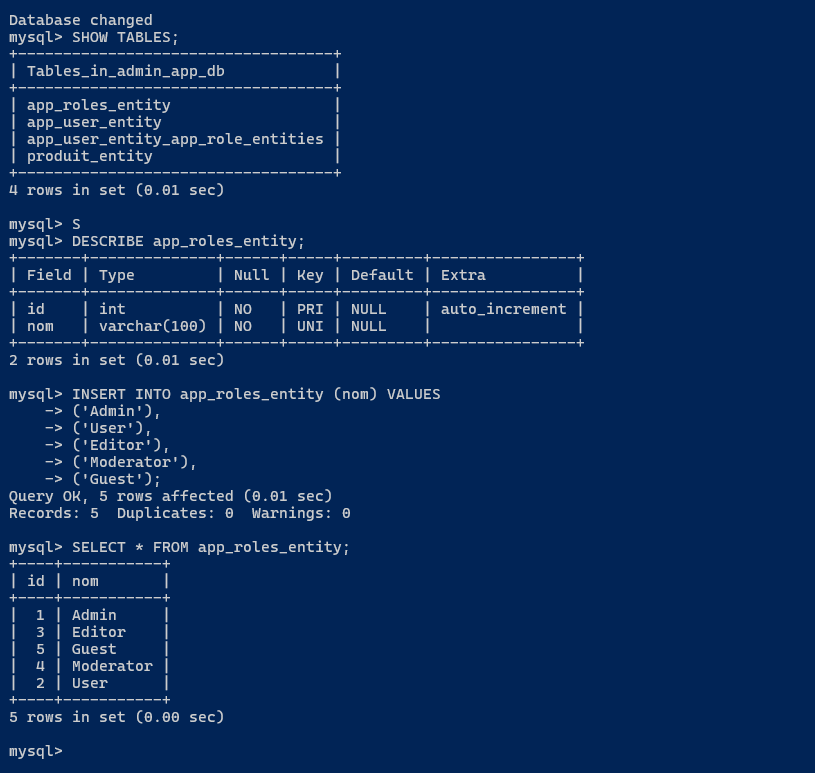 Database changed
mysql> SHOW TABLES;
+-----------------------------------+
| Tables_in_admin_app_db            |
+-----------------------------------+
| app_roles_entity                  |
| app_user_entity                   |
| app_user_entity_app_role_entities |
| produit_entity                    |
+-----------------------------------+
4 rows in set (0.01 sec)
mysql> S
mysql> DESCRIBE app_roles_entity;
+-------+--------------+------+-----+---------+----------------+
| Field | Type         | Null | Key | Default | Extra          |
+-------+--------------+------+-----+---------+----------------+
| id    | int          | NO   | PRI | NULL    | auto_increment |
| nom   | varchar(100) | NO   | UNI | NULL    |                |
+-------+--------------+------+-----+---------+----------------+
2 rows in set (0.01 sec)
mysql> INSERT INTO app_roles_entity (nom) VALUES
    -> ('Admin'),
    -> ('User'),
    -> ('Editor'),
    -> ('Moderator'),
    -> ('Guest');
Query OK, 5 rows affected (0.01 sec)
Records: 5  Duplicates: 0  Warnings: 0
mysql> SELECT * FROM app_roles_entity;
+----+-----------+
| id | nom       |
+----+-----------+
|  1 | Admin     |
|  3 | Editor    |
|  5 | Guest     |
|  4 | Moderator |
|  2 | User      |
+----+-----------+
5 rows in set (0.00 sec)
mysql>